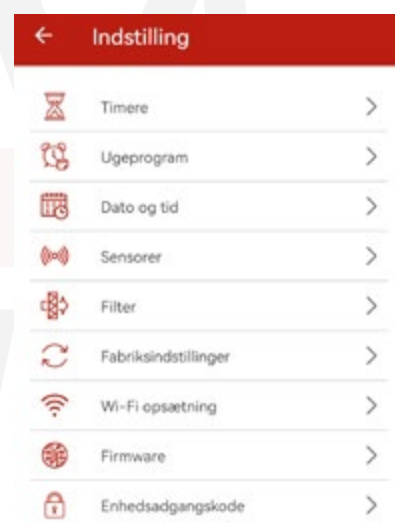 Indstilling
Timere
Ugeprogram
Dato og tid
Sensorer
Filter
Fabriksindstillinger
Wi-Fi opsætning
Firmware
Enhedsadgangskode